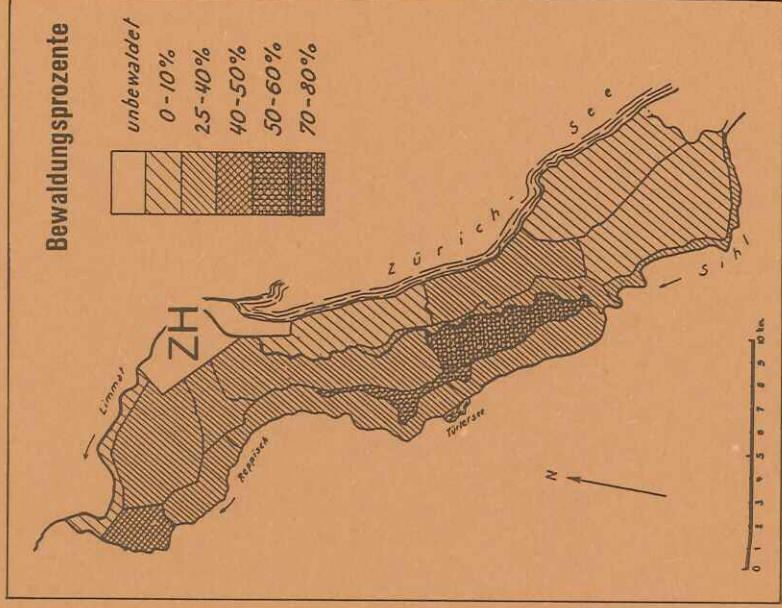 Bewaldungsprozente
unbewaldet
0-10%
25-40%
40-50%
50-60%
70-80%
Limmat
ZH
Zürich-
See
Reppisch
Türlersee
Sihl
N
0 1 2 3 4 5 6 7 8 9 10 km.